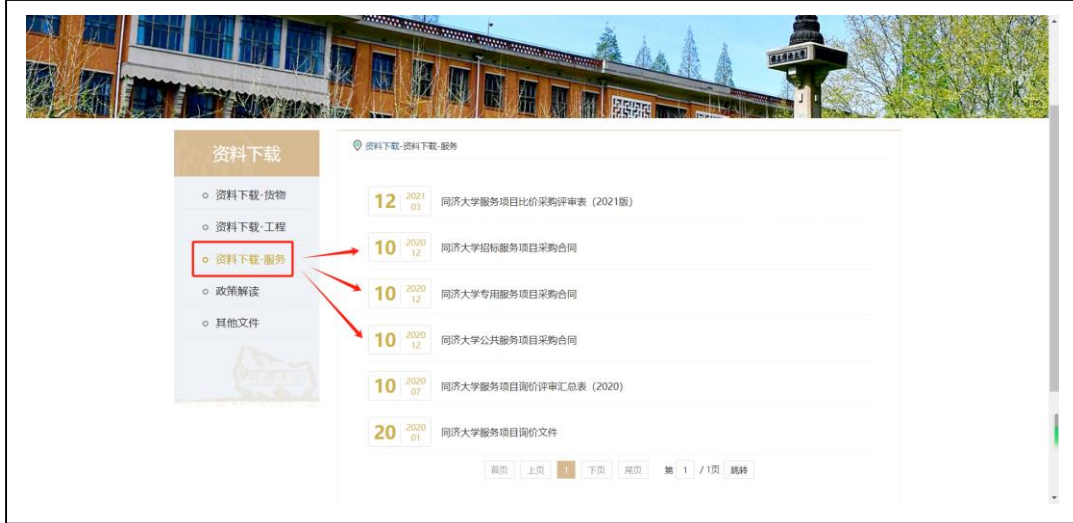 资料下载
资料下载-货物
资料下载-工程
资料下载-服务
政策解读
其他文件
资料下载-资料下载-服务
12 2021 03 同济大学服务项目比价采购评审表（2021版）
10 2020 12 同济大学招标服务项目采购合同
10 2020 12 同济大学专用服务项目采购合同
10 2020 12 同济大学公共服务项目采购合同
10 2020 07 同济大学服务项目询价评审汇总表（2020）
20 2020 01 同济大学服务项目询价文件
首页 上页 1 下页 尾页 第 1 /1页 跳转